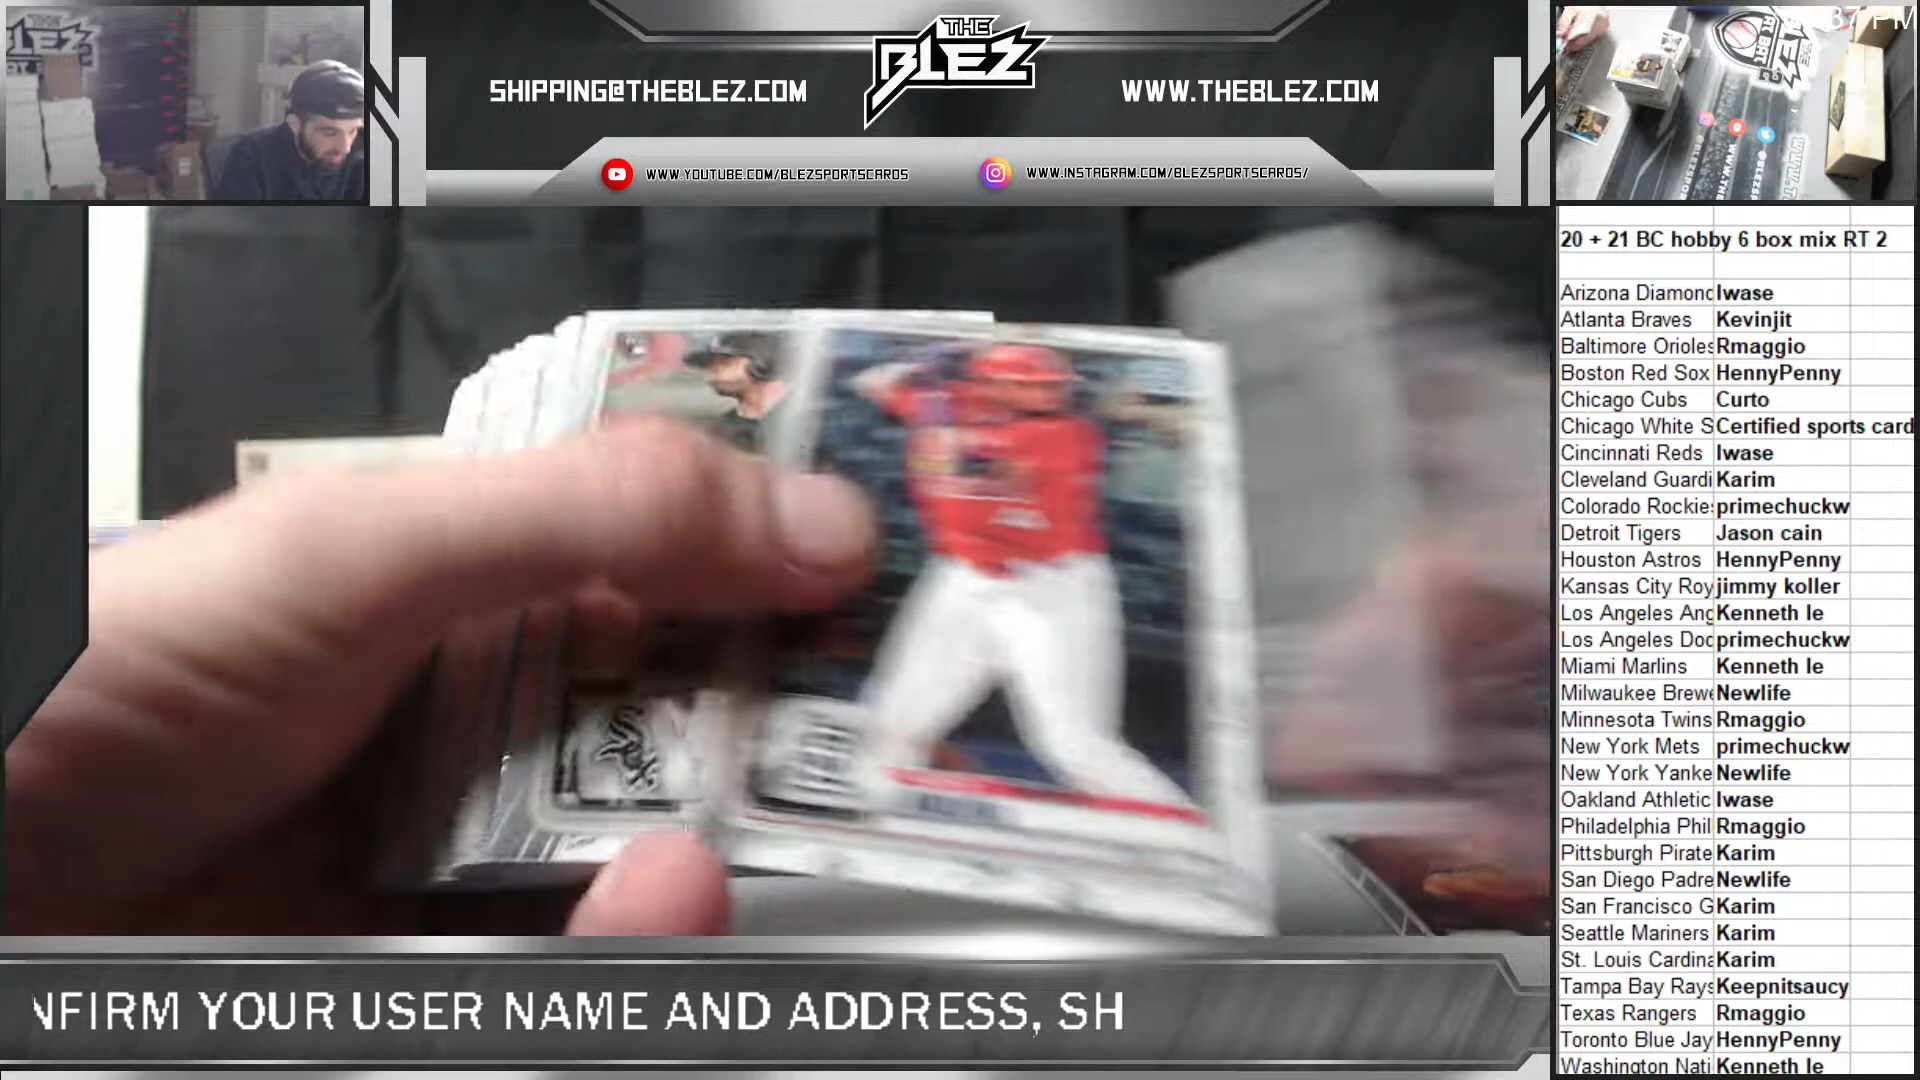 THE
BLEZ
SHIPPING@THEBLEZ.COM
WWW.THEBLEZ.COM
WWW.YOUTUBE.COM/BLEZSPORTSCARDS
WWW.INSTAGRAM.COM/BLEZSPORTSCARDS/
37 PM
20 + 21 BC hobby 6 box mix RT 2
Arizona Diamond Iwase
Atlanta Braves Kevinjit
Baltimore Orioles Rmaggio
Boston Red Sox HennyPenny
Chicago Cubs Curto
Chicago White S Certified sports card
Cincinnati Reds Iwase
Cleveland Guardi Karim
Colorado Rockies primechuckw
Detroit Tigers Jason cain
Houston Astros HennyPenny
Kansas City Roy jimmy koller
Los Angeles Ang Kenneth le
Los Angeles Dod primechuckw
Miami Marlins Kenneth le
Milwaukee Brewe Newlife
Minnesota Twins Rmaggio
New York Mets primechuckw
New York Yanke Newlife
Oakland Athletic Iwase
Philadelphia Phil Rmaggio
Pittsburgh Pirate Karim
San Diego Padre Newlife
San Francisco G Karim
Seattle Mariners Karim
St. Louis Cardina Karim
Tampa Bay Rays Keepnitsaucy
Texas Rangers Rmaggio
Toronto Blue Jay HennyPenny
Washington Nati Kenneth le
NFIRM YOUR USER NAME AND ADDRESS, SH